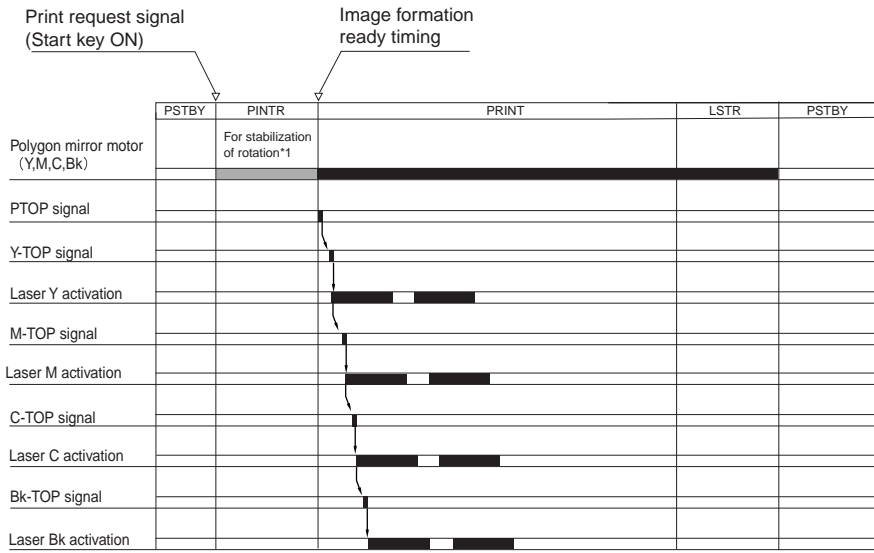 Print request signal
(Start key ON)
Image formation
ready timing
PSTBY PINTR PRINT LSTR PSTBY
Polygon mirror motor
(Y,M,C,Bk)
For stabilization
of rotation*1
PTOP signal
Y-TOP signal
Laser Y activation
M-TOP signal
Laser M activation
C-TOP signal
Laser C activation
Bk-TOP signal
Laser Bk activation